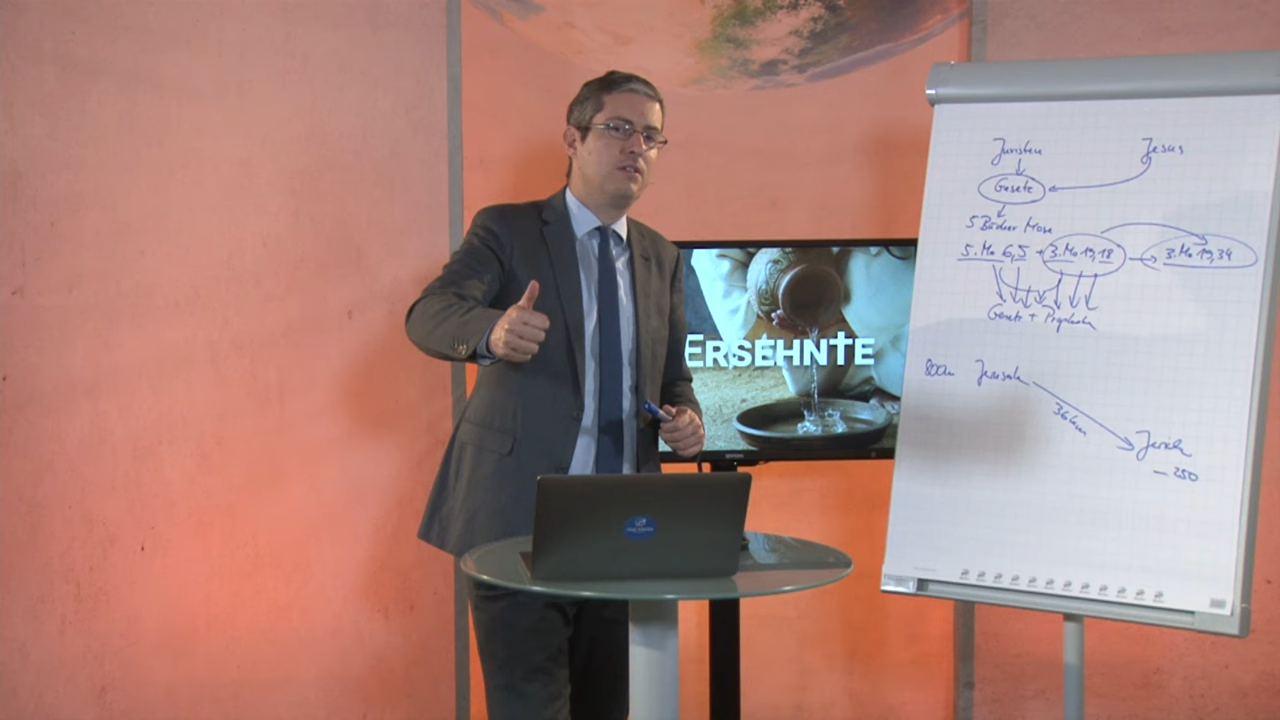 ERSEHNTE
Juristen Jesus
Gesetz
5 Bücher Mose
5. Mo 6,5 + 3. Mo 19,18 → 3. Mo 19,34
Gesetz + Propheten
800m Jerusalem
36km
Jericho
-250